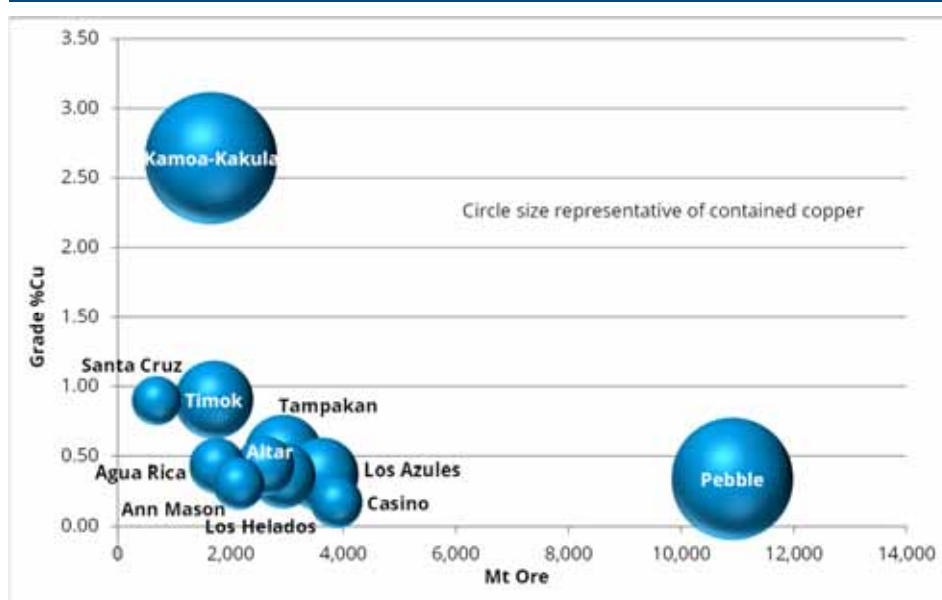 3.50
3.00
Kamoa-Kakula
2.50
Circle size representative of contained copper
2.00
Grade %Cu
1.50
Santa Cruz
1.00
Timok
Tampakan
Altar
0.50
Los Azules
Agua Rica
Pebble
Casino
Ann Mason
Los Helados
0.00
0 2,000 4,000 6,000 8,000 10,000 12,000 14,000
Mt Ore